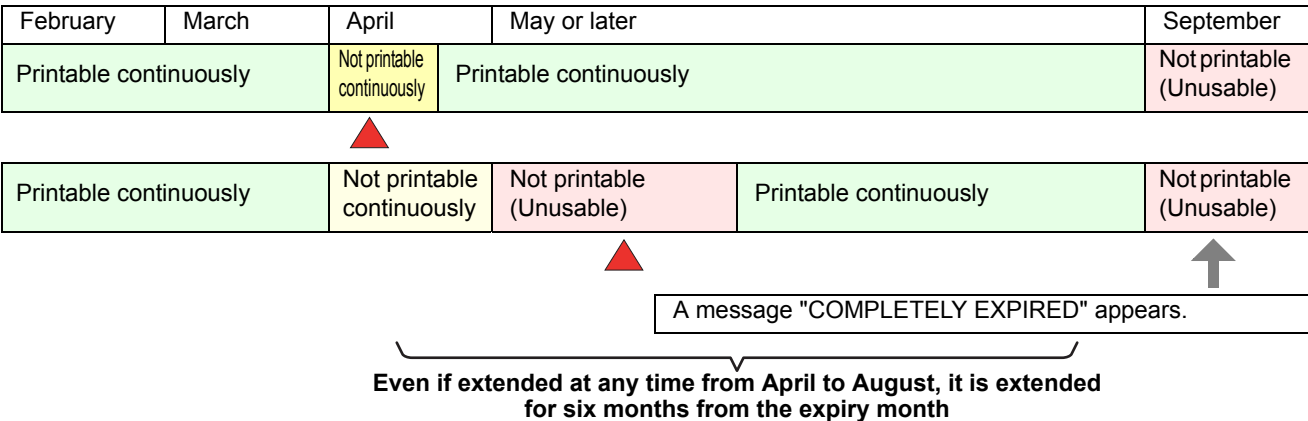 February March April May or later September
Printable continuously Not printable continuously Printable continuously Not printable (Unusable)
Printable continuously Not printable continuously Not printable (Unusable) Printable continuously Not printable (Unusable)
A message "COMPLETELY EXPIRED" appears.
Even if extended at any time from April to August, it is extended
for six months from the expiry month